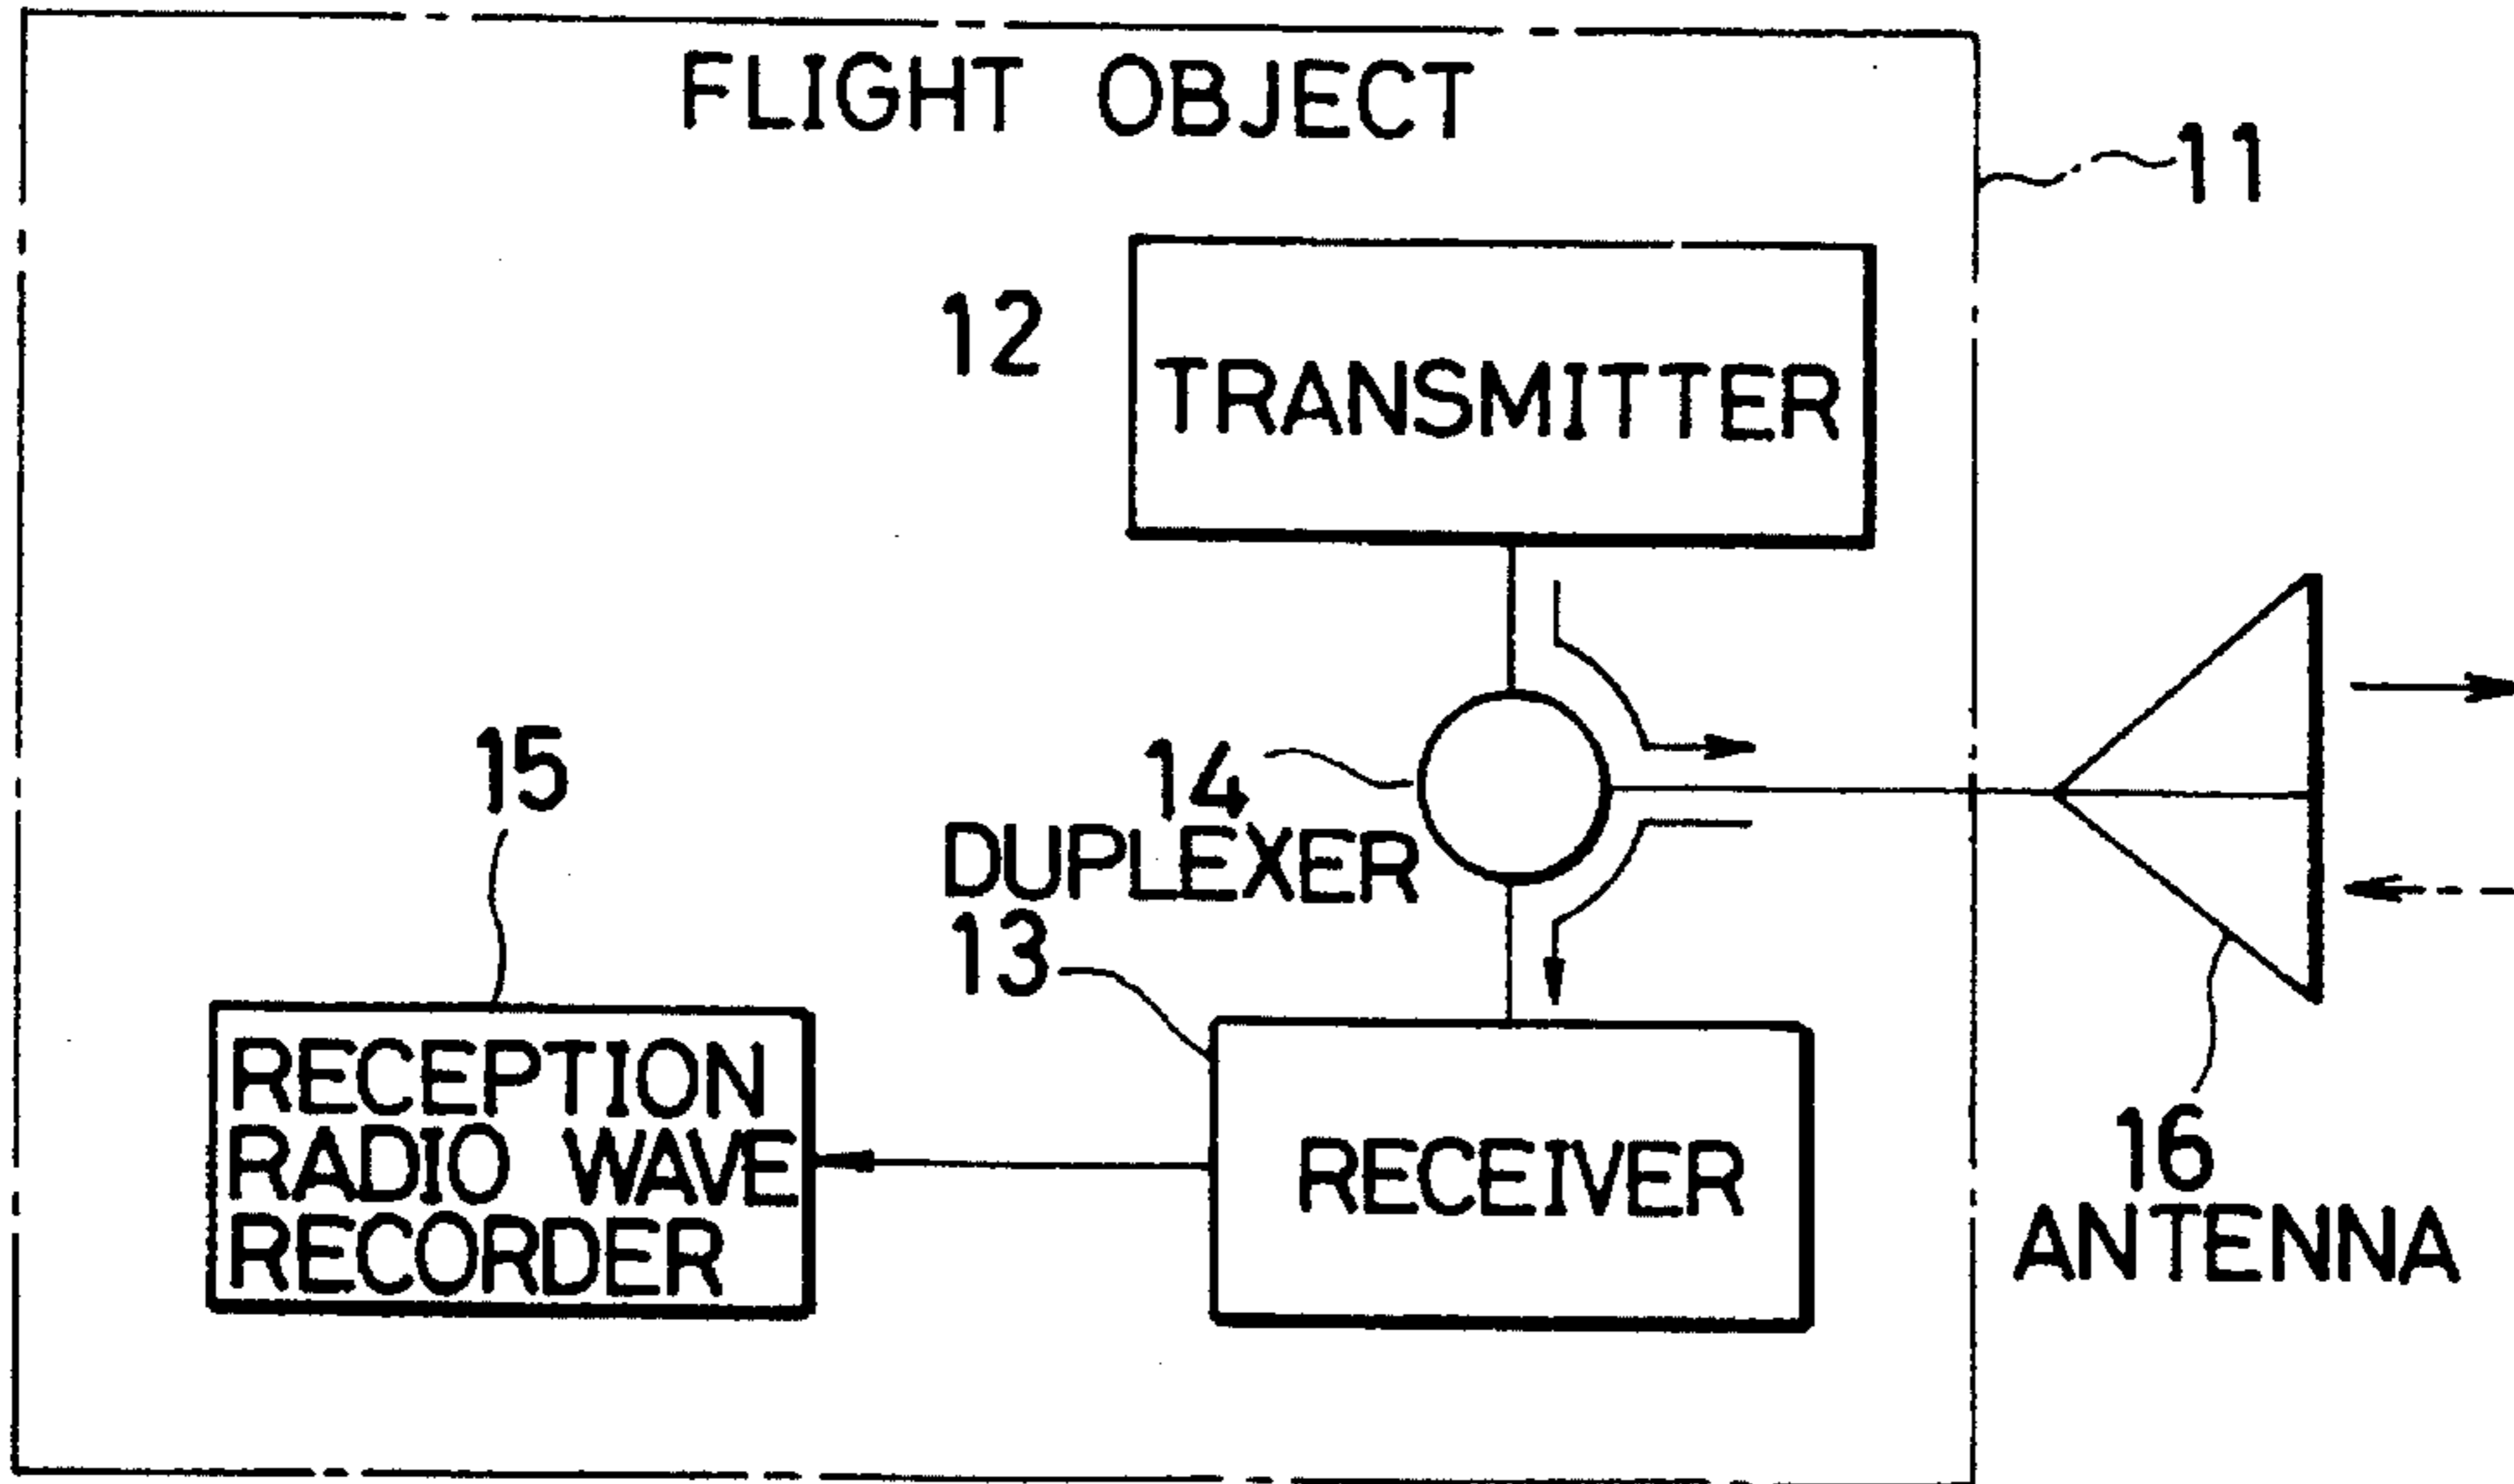 FLIGHT OBJECT
11
12
TRANSMITTER
15
14
DUPLEXER
13
RECEPTION
RADIO WAVE
RECORDER
RECEIVER
16
ANTENNA